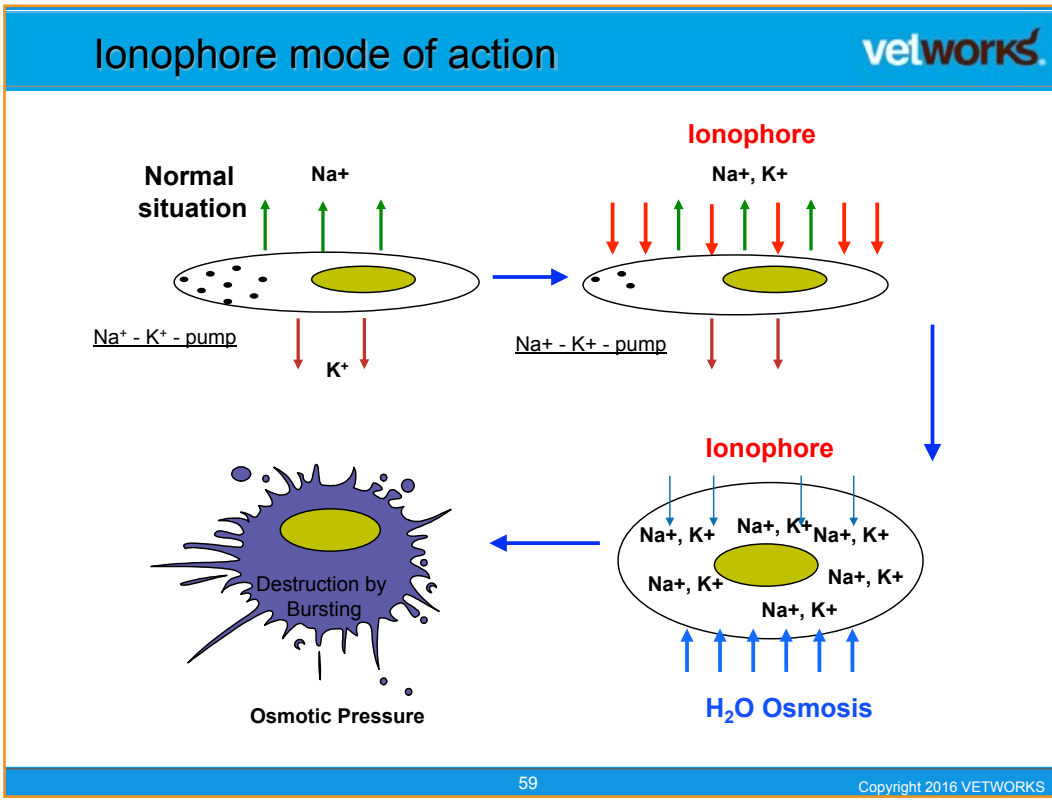 Ionophore mode of action
vetworks.
Normal
situation
Na+
Na⁺ - K⁺ - pump
K⁺
Ionophore
Na+, K+
Na+ - K+ - pump
Ionophore
Na+, K+
Na+, K+
Na+, K+
Na+, K+
Na+, K+
Na+, K+
H₂O Osmosis
Destruction by
Bursting
Osmotic Pressure
59
Copyright 2016 VETWORKS